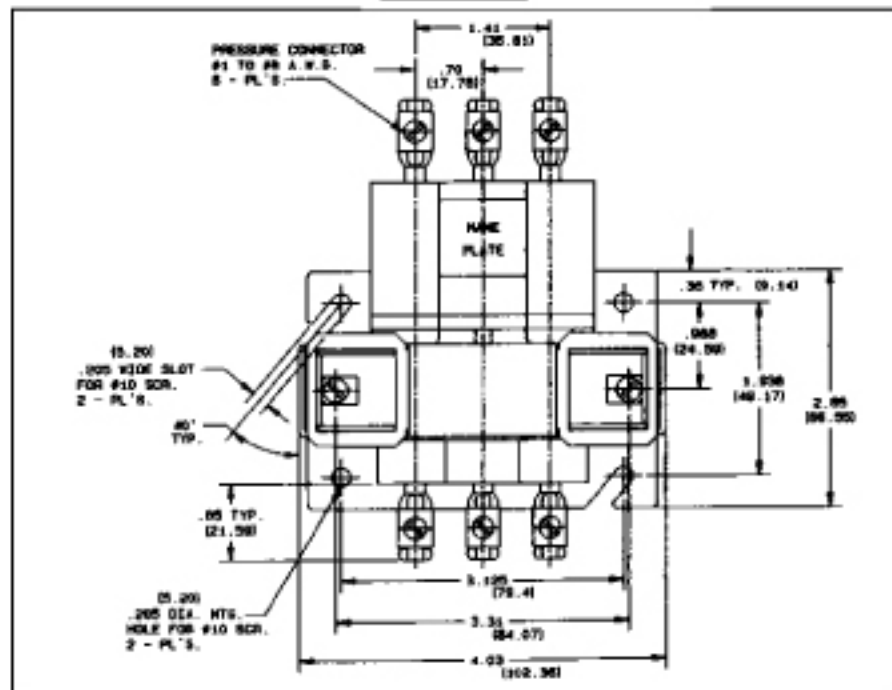 1.41
(35.81)
PRESSURE CONNECTOR
#1 TO #8 A.W.G.
6 - PL'S.
.70
(17.78)
NAME
PLATE
.36 TYP. (9.14)
.968
(24.59)
1.936
(49.17)
2.65
(5.20)
.205 WIDE SLOT
FOR #10 SCR.
2 - PL'S.
TYP.
.85 TYP.
(21.59)
(5.20)
.205 DIA. MTG.
HOLE FOR #10 SCR.
2 - PL'S.
3.125
(79.4)
3.31
(84.07)
4.03
(102.36)